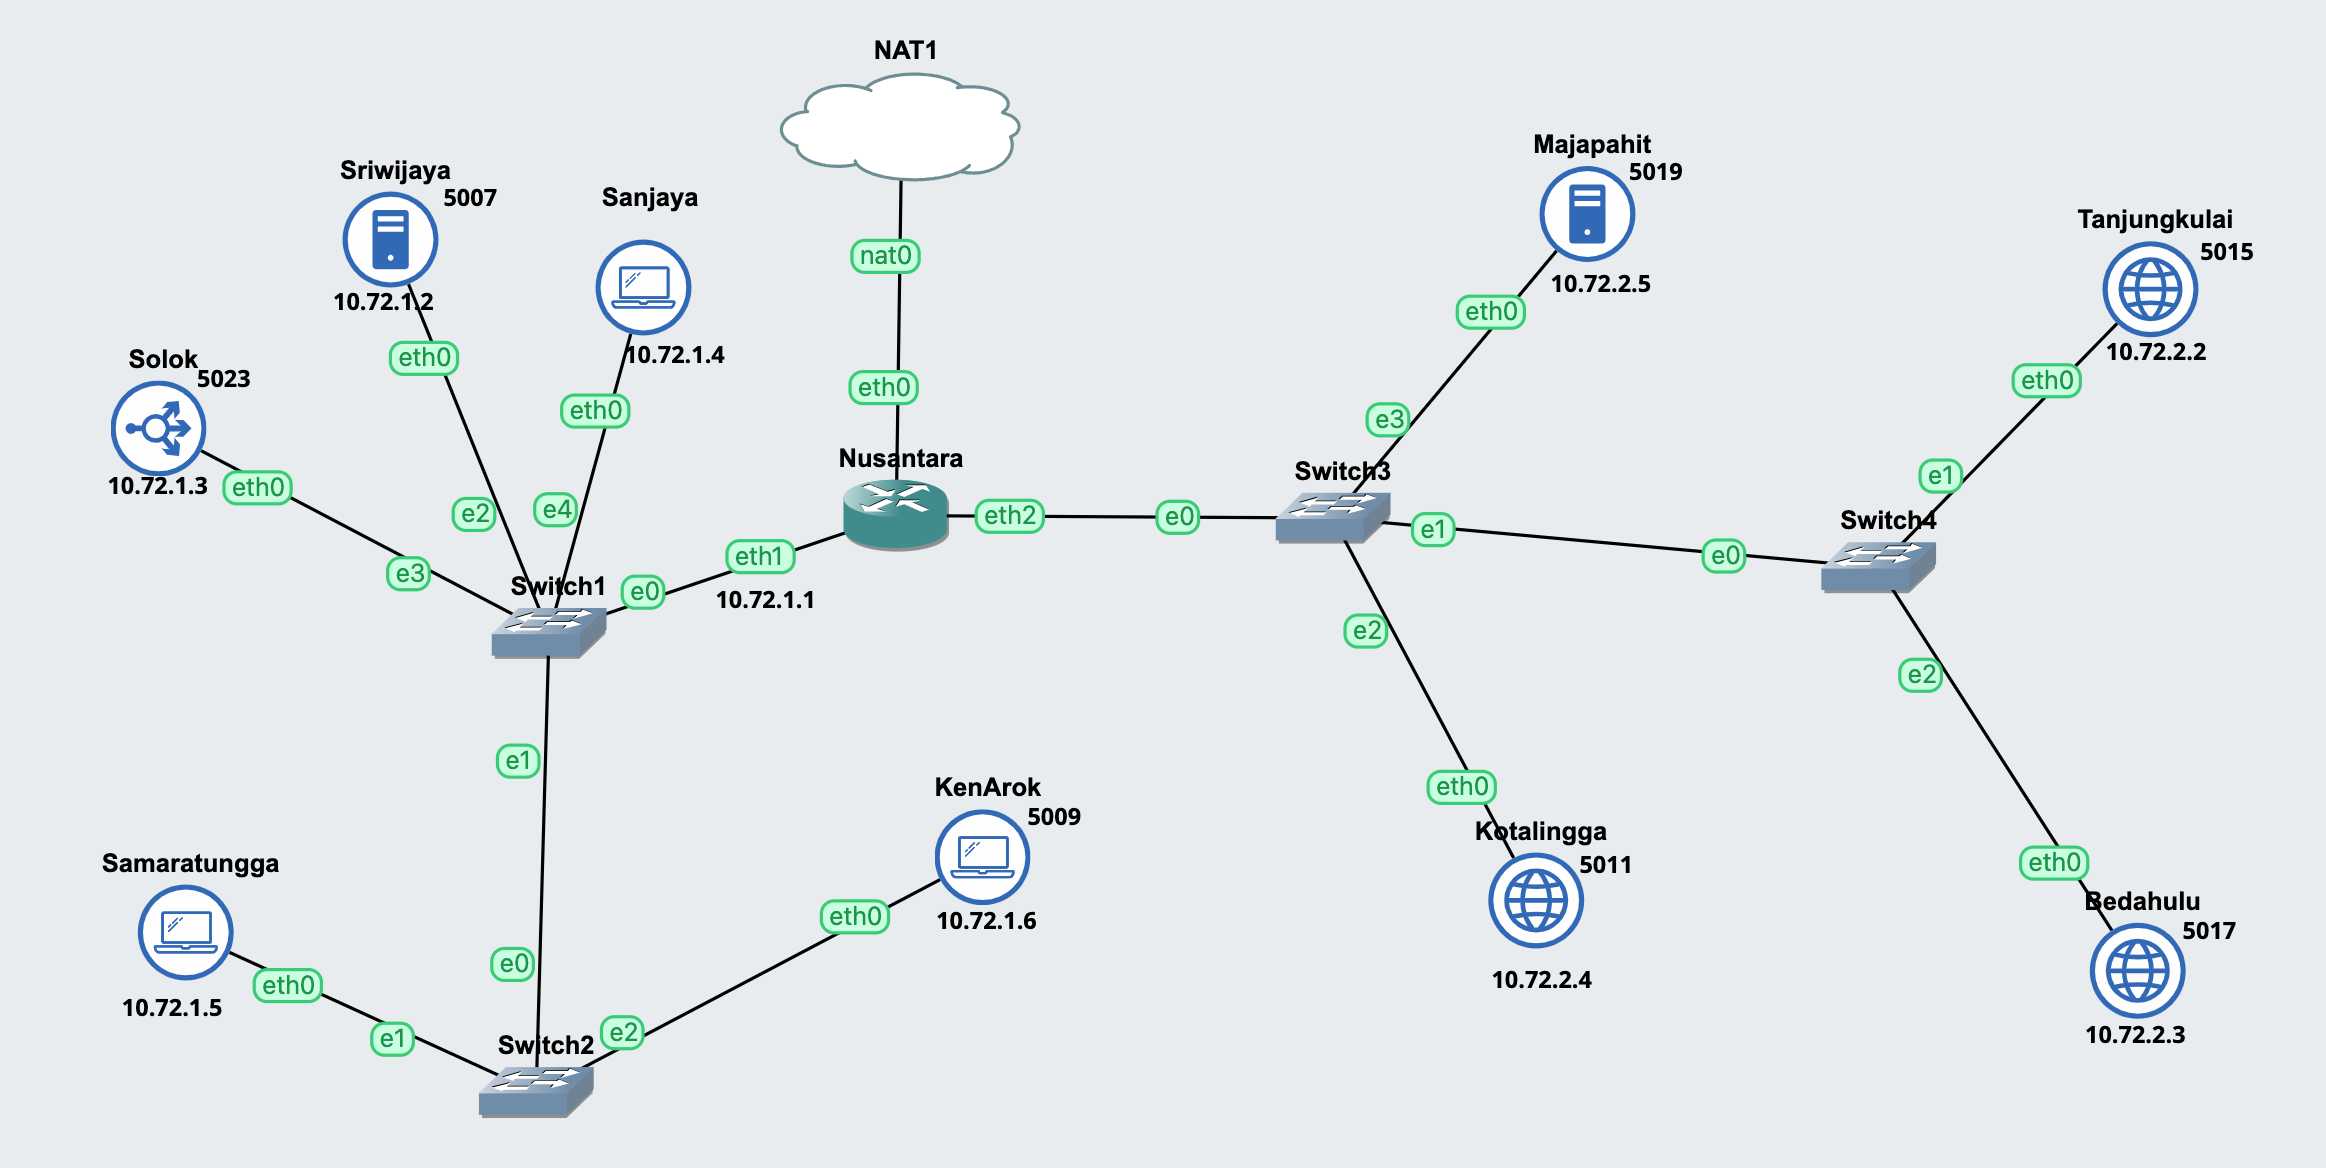 NAT1
nat0
eth0
Nusantara
eth1
10.72.1.1
eth2
Sriwijaya
5007
10.72.1.2
eth0
e2
Sanjaya
10.72.1.4
eth0
e4
Solok
5023
10.72.1.3
eth0
e3
Switch1
e0
e1
e0
Switch2
e1
eth0
Samaratungga
10.72.1.5
e2
eth0
KenArok
5009
10.72.1.6
e0
Switch3
e3
eth0
Majapahit
5019
10.72.2.5
e1
e2
eth0
Kotalingga
5011
10.72.2.4
e0
Switch4
e1
eth0
Tanjungkulai
5015
10.72.2.2
e2
eth0
Bedahulu
5017
10.72.2.3